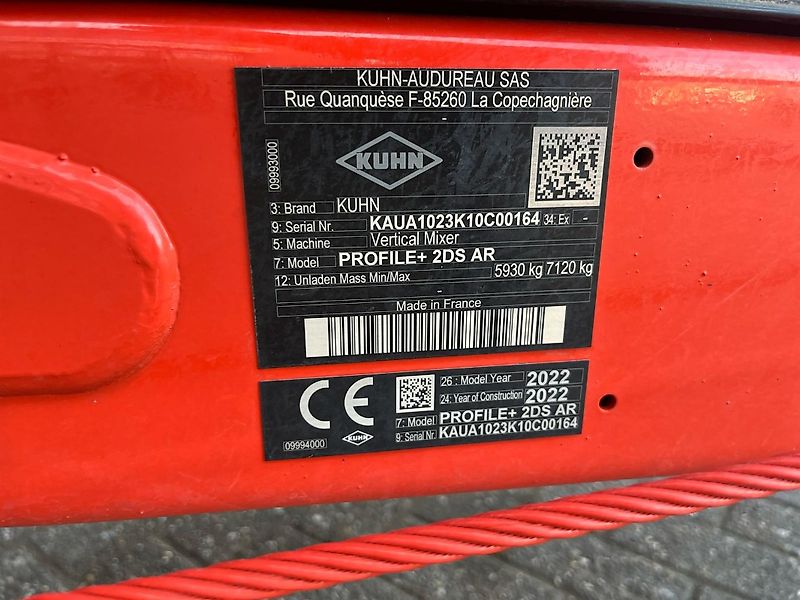 KUHN-AUDUREAU SAS
Rue Quanquèse F-85260 La Copechagnière
-
09993000
KUHN
3: Brand KUHN
9: Serial Nr. KAUA1023K10C00164 34: Ex -
5: Machine Vertical Mixer
7: Model PROFILE+ 2DS AR
12: Unladen Mass Min/Max 5930 kg 7120 kg
-
Made in France
CE
26 : Model Year 2022
24: Year of Construction 2022
7: Model PROFILE+ 2DS AR
09994000 KUHN 9: Serial Nr. KAUA1023K10C00164